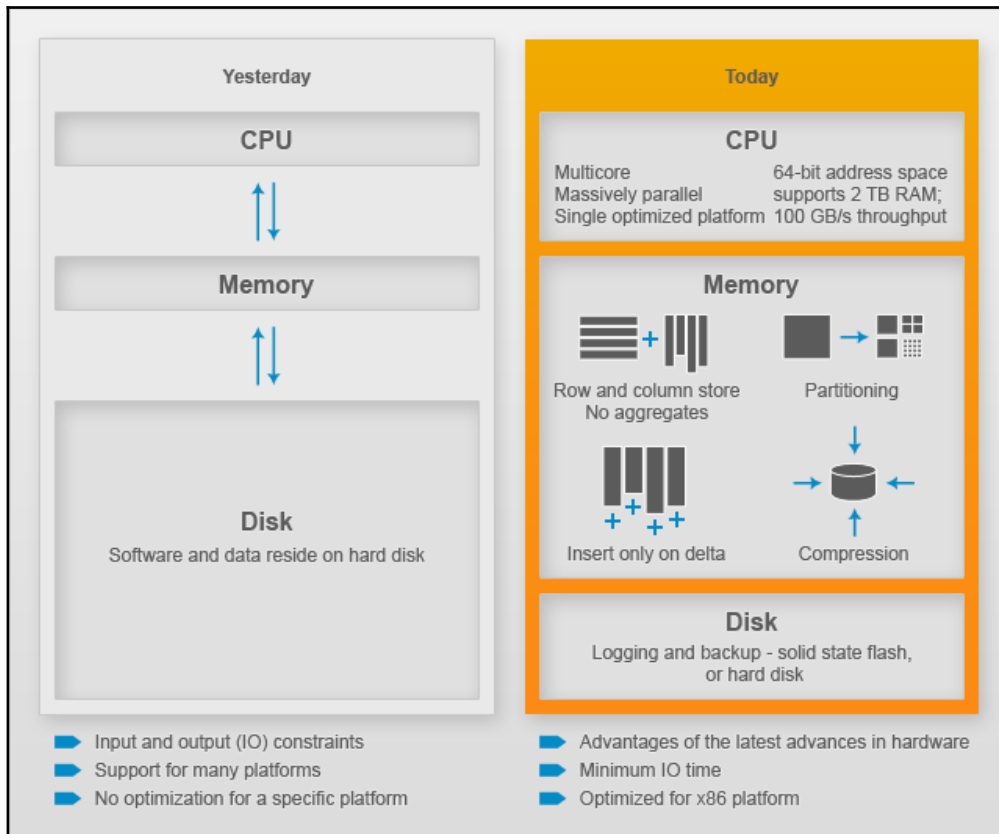 Yesterday
CPU
Memory
Disk
Software and data reside on hard disk
Input and output (IO) constraints
Support for many platforms
No optimization for a specific platform
Today
CPU
Multicore
Massively parallel
Single optimized platform
64-bit address space
supports 2 TB RAM;
100 GB/s throughput
Memory
Row and column store
No aggregates
Partitioning
Insert only on delta
Compression
Disk
Logging and backup - solid state flash,
or hard disk
Advantages of the latest advances in hardware
Minimum IO time
Optimized for x86 platform